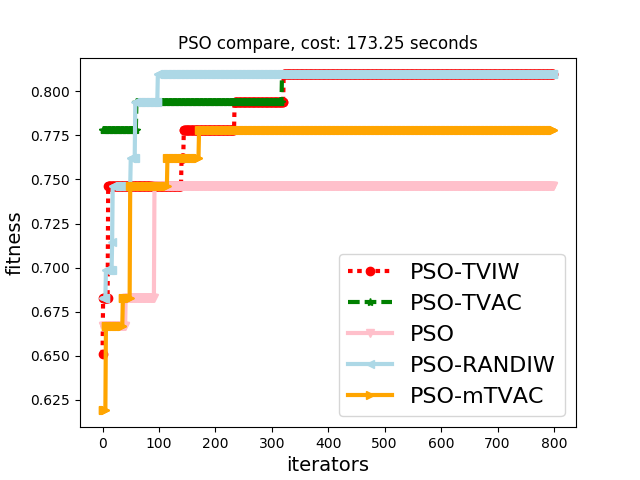 PSO compare, cost: 173.25 seconds
0.800
0.775
0.750
0.725
0.700
0.675
0.650
0.625
fitness
PSO-TVIW
PSO-TVAC
PSO
PSO-RANDIW
PSO-mTVAC
0 100 200 300 400 500 600 700 800
iterators